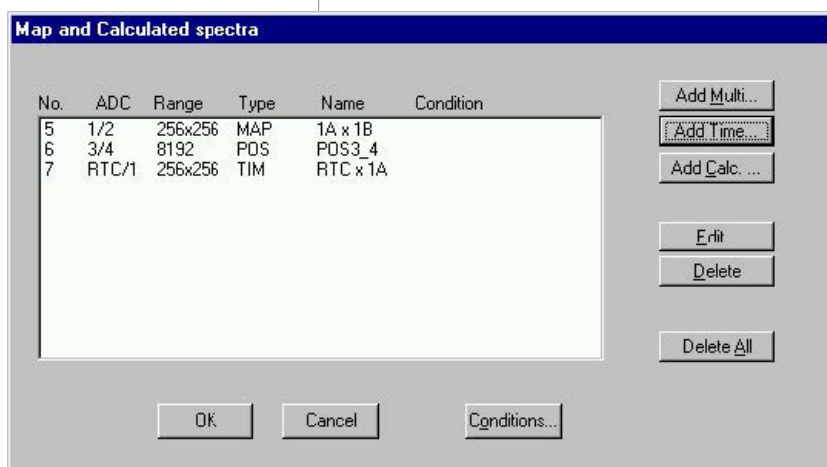 Map and Calculated spectra
No. ADC Range Type Name Condition
5 1/2 256x256 MAP 1A x 1B
6 3/4 8192 POS POS3_4
7 RTC/1 256x256 TIM RTC x 1A
Add Multi...
Add Time...
Add Calc. ...
Edit
Delete
Delete All
OK Cancel Conditions...